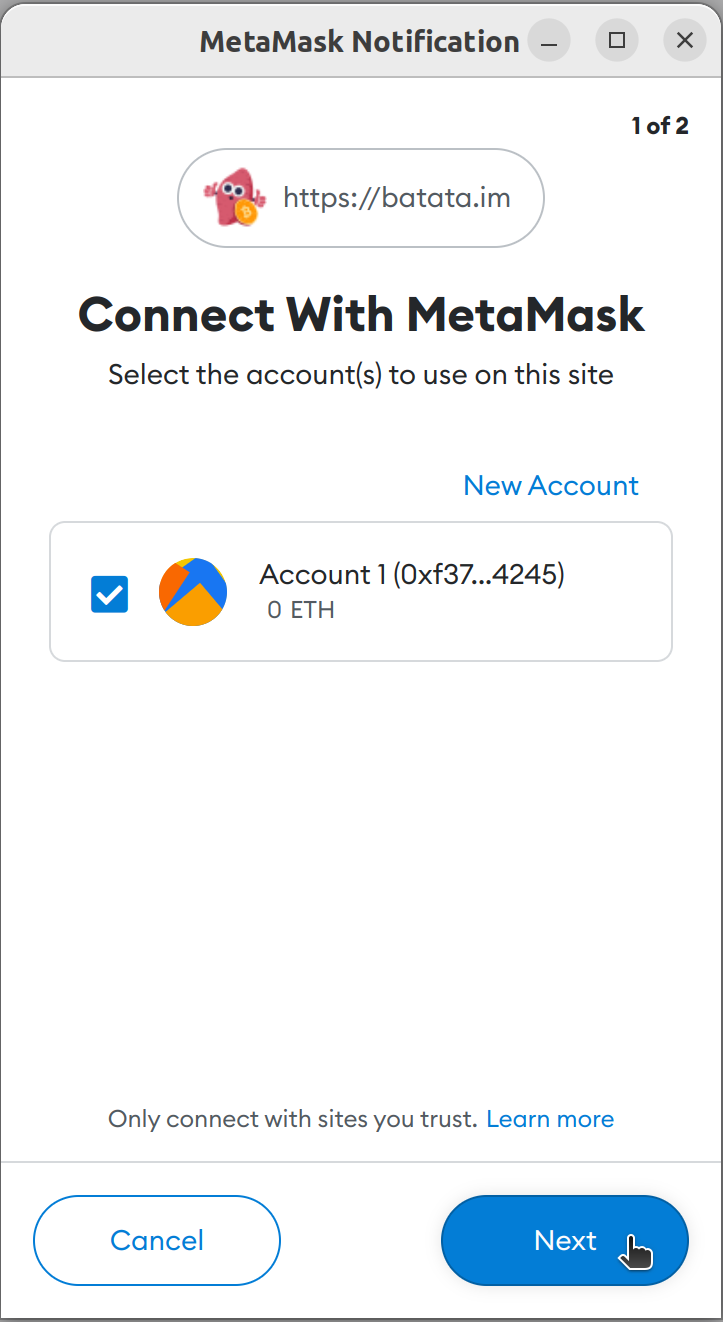 MetaMask Notification
1 of 2
https://batata.im
Connect With MetaMask
Select the account(s) to use on this site
New Account
Account 1 (0xf37...4245)
0 ETH
Only connect with sites you trust. Learn more
Cancel
Next